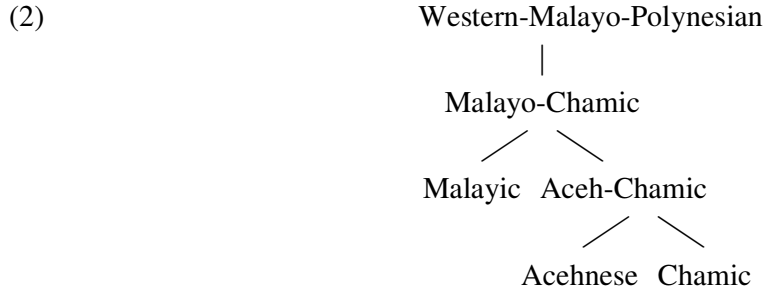 (2) Western-Malayo-Polynesian
Malayo-Chamic
Malayic Aceh-Chamic
Acehnese Chamic